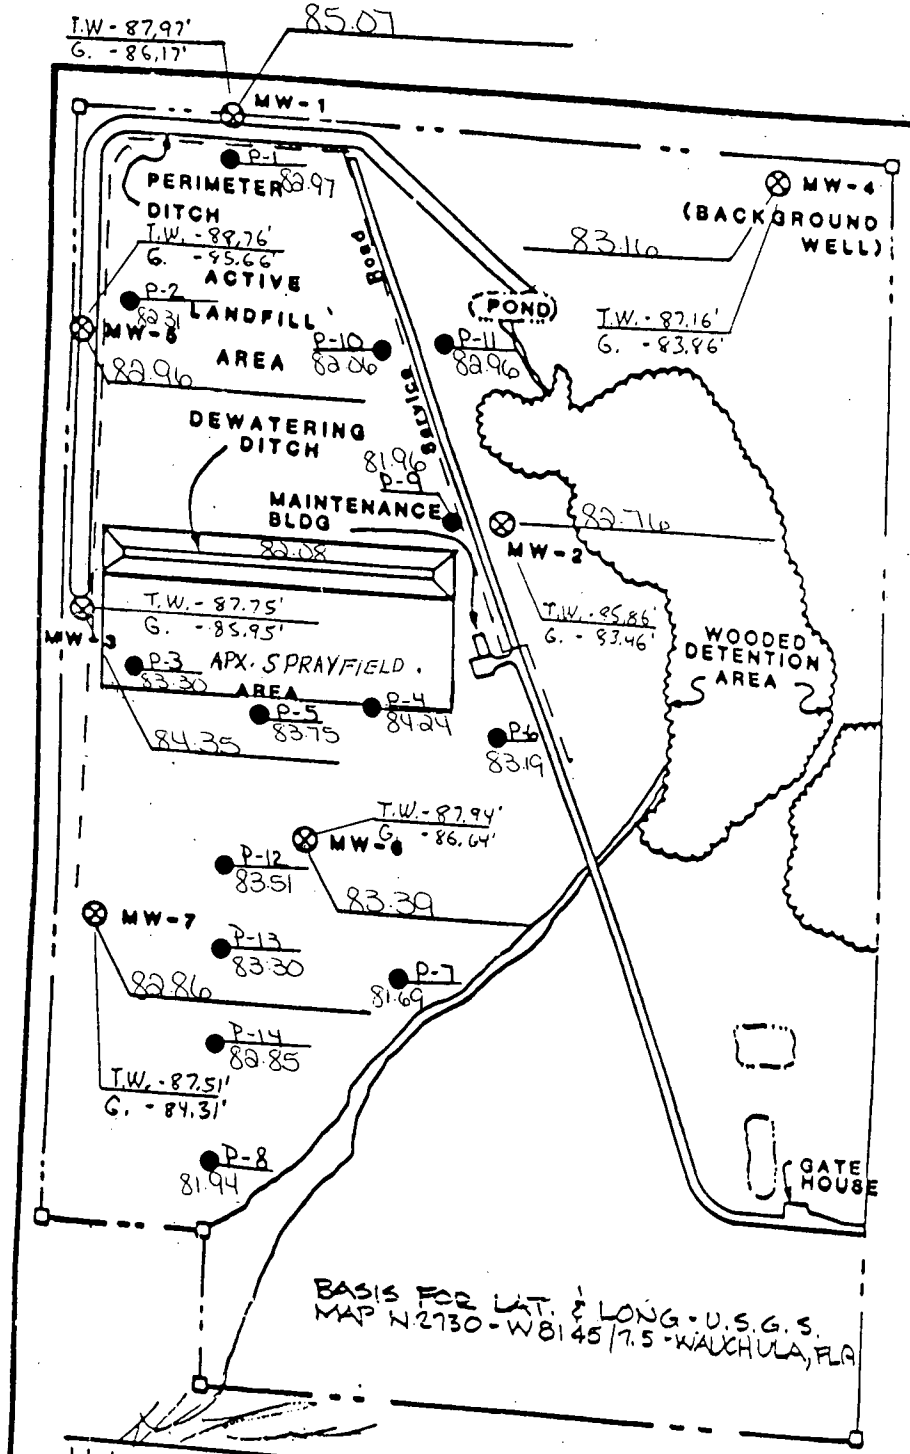 T.W - 87,97'
G. - 86,17'
85.07
MW-1
P-1
82.97
PERIMETER
DITCH
MW-4
(BACKGROUND
WELL)
83.16
T.W. - 87.16'
G. - 83,86'
T.W. - 88,76'
G. - 85.66'
ACTIVE
LANDFILL
AREA
P-2
82.31
MW-5
82.96
Road
Service
(POND)
P-10
82.06
P-11
82.96
DEWATERING
DITCH
81.96
P-9
MAINTENANCE
BLDG
82.08
82.76
MW-2
T.W. - 85,86'
G. - 83,46'
T.W. - 87.75'
G. - 85.95'
MW-3
P-3
83.30
APX. SPRAYFIELD.
AREA
P-4
84.24
P-5
83.75
84.35
P-6
83.19
WOODED
DETENTION
AREA
T.W. - 87.94'
G. - 86,64'
MW-6
83.39
P-12
83.51
MW-7
82.86
P-13
83.30
P-7
81.69
P-14
82.85
T.W. - 87.51'
G. - 84,31'
P-8
81.94
GATE
HOUSE
BASIS FOR LAT. & LONG - U.S.G.S.
MAP N2730-W8145/7.5 - WAUCHULA, FLA